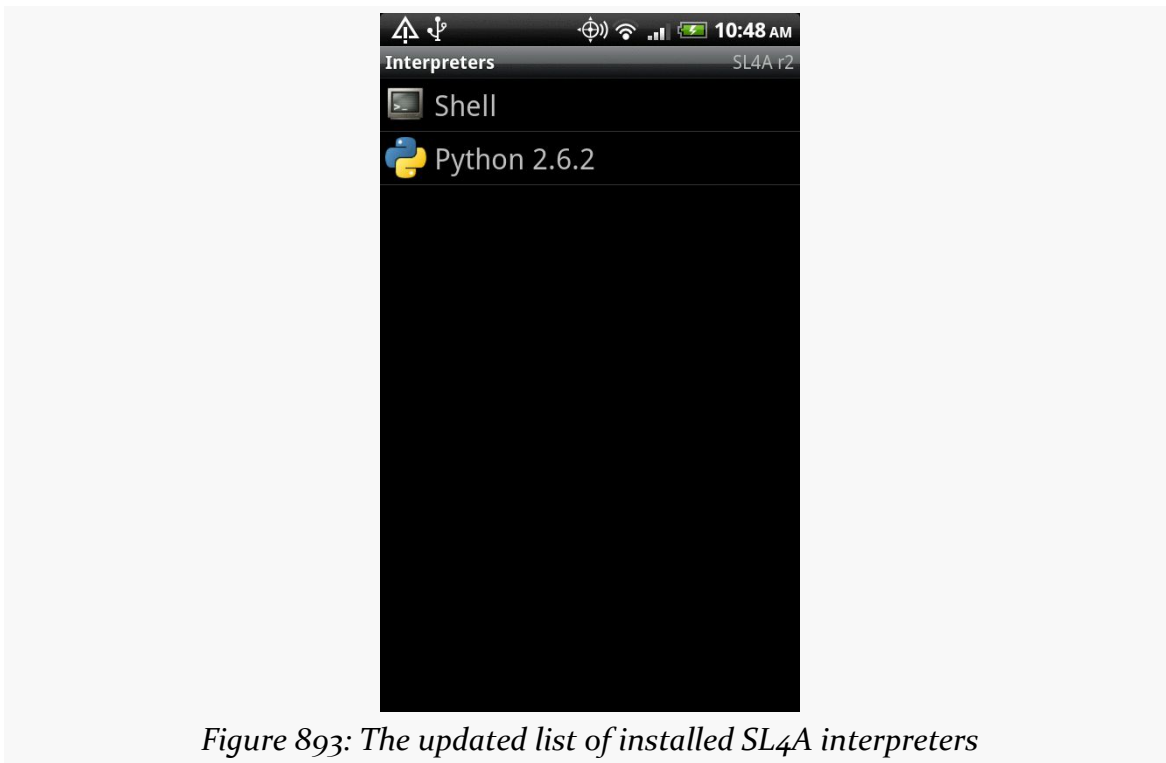 10:48 AM
Interpreters SL4A r2
Shell
Python 2.6.2
Figure 893: The updated list of installed SL4A interpreters